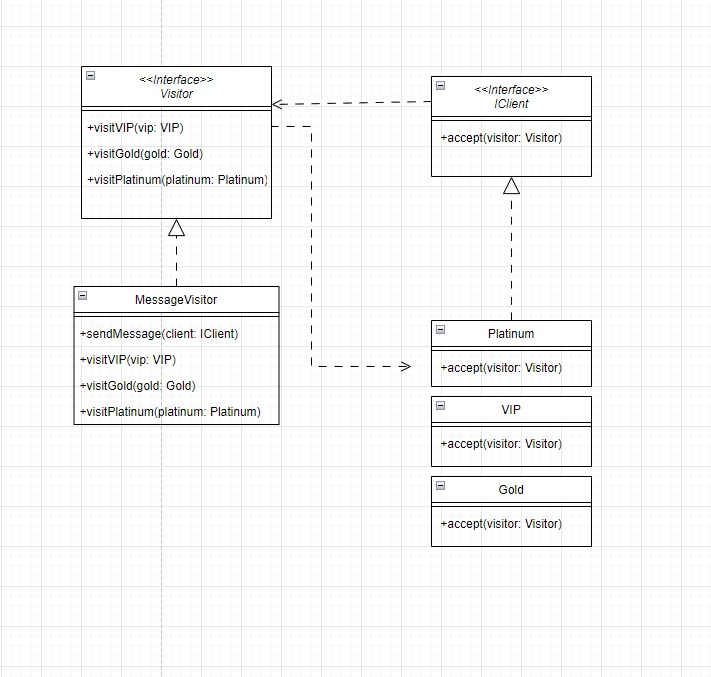 <<Interface>>
Visitor
+visitVIP(vip: VIP)
+visitGold(gold: Gold)
+visitPlatinum(platinum: Platinum)
<<Interface>>
IClient
+accept(visitor: Visitor)
MessageVisitor
+sendMessage(client: IClient)
+visitVIP(vip: VIP)
+visitGold(gold: Gold)
+visitPlatinum(platinum: Platinum)
Platinum
+accept(visitor: Visitor)
VIP
+accept(visitor: Visitor)
Gold
+accept(visitor: Visitor)